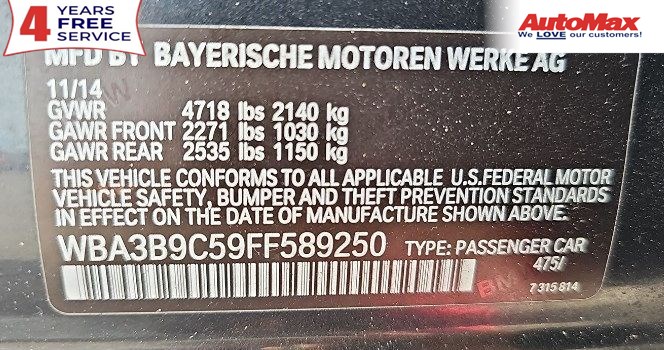 4 YEARS
FREE
SERVICE
AutoMax
We LOVE our customers!
MFD BY BAYERISCHE MOTOREN WERKE AG
11/14
GVWR 4718 lbs 2140 kg
GAWR FRONT 2271 lbs 1030 kg
GAWR REAR 2535 lbs 1150 kg
THIS VEHICLE CONFORMS TO ALL APPLICABLE U.S.FEDERAL MOTOR
VEHICLE SAFETY, BUMPER AND THEFT PREVENTION STANDARDS
IN EFFECT ON THE DATE OF MANUFACTURE SHOWN ABOVE.
WBA3B9C59FF589250 TYPE: PASSENGER CAR
475/
BM
7 315 814